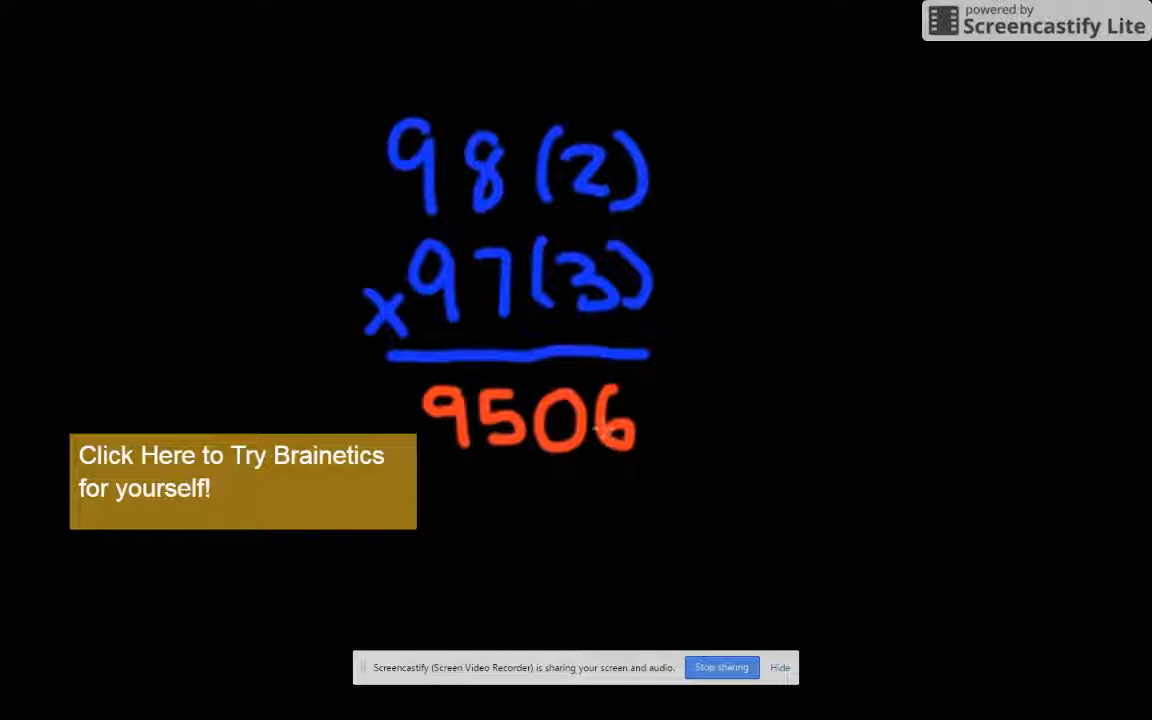 powered by
Screencastify Lite
98(2)
x97(3)
9506
Click Here to Try Brainetics
for yourself!
Screencastify (Screen Video Recorder) is sharing your screen and audio. Stop sharing Hide